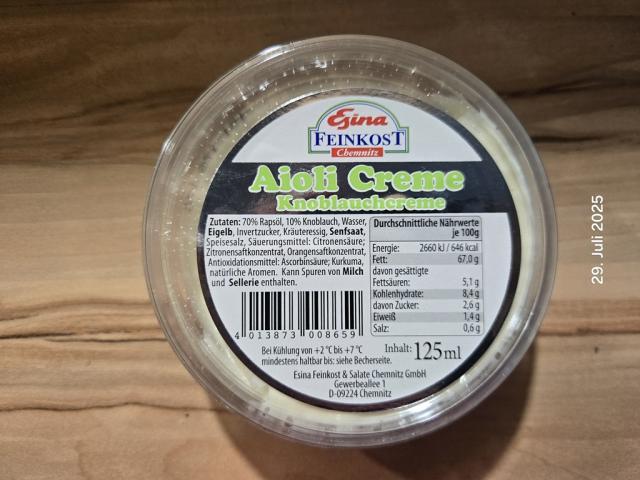 Esina
FEINKOST
Chemnitz
Aioli Creme
Knoblauchcreme
Zutaten: 70% Rapsöl, 10% Knoblauch, Wasser,
Eigelb, Invertzucker, Kräuteressig, Senfsaat,
Speisesalz, Säuerungsmittel: Citronensäure;
Zitronensaftkonzentrat, Orangensaftkonzentrat,
Antioxidationsmittel: Ascorbinsäure; Kurkuma,
natürliche Aromen. Kann Spuren von Milch
und Sellerie enthalten.
Durchschnittliche Nährwerte
je 100g
Energie: 2660 kJ / 646 kcal
Fett: 67,0 g
davon gesättigte
Fettsäuren: 5,1 g
Kohlenhydrate: 8,4 g
davon Zucker: 2,6 g
Eiweiß 1,4 g
Salz: 0,6 g
4 013873 008659
Bei Kühlung von +2 °C bis +7 °C
mindestens haltbar bis: siehe Becherseite.
Inhalt: 125ml
Esina Feinkost & Salate Chemnitz GmbH
Gewerbeallee 1
D-09224 Chemnitz
29. Juli 2025